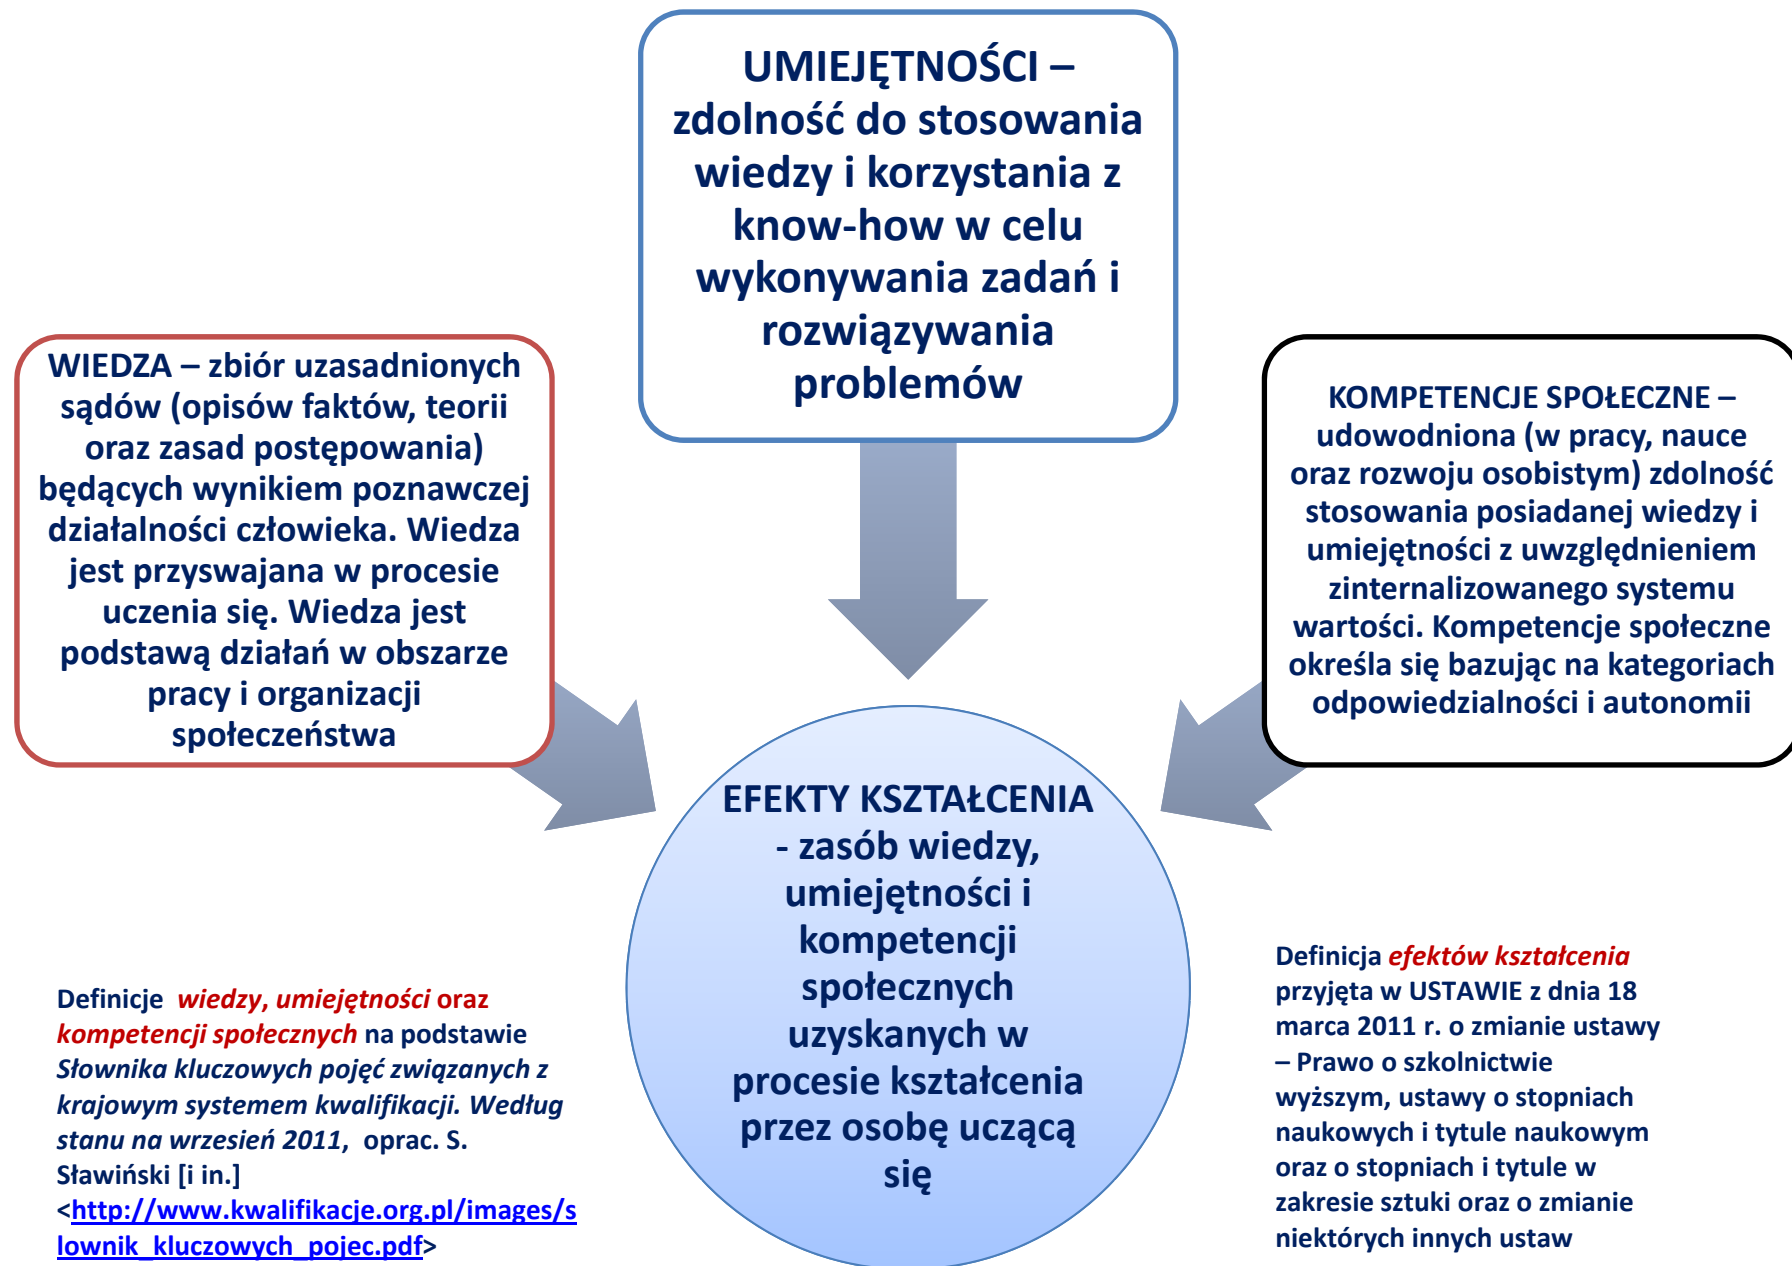 UMIEJĘTNOŚCI –
zdolność do stosowania
wiedzy i korzystania z
know-how w celu
wykonywania zadań i
rozwiązywania
problemów
WIEDZA – zbiór uzasadnionych
sądów (opisów faktów, teorii
oraz zasad postępowania)
będących wynikiem poznawczej
działalności człowieka. Wiedza
jest przyswajana w procesie
uczenia się. Wiedza jest
podstawą działań w obszarze
pracy i organizacji
społeczeństwa
KOMPETENCJE SPOŁECZNE –
udowodniona (w pracy, nauce
oraz rozwoju osobistym) zdolność
stosowania posiadanej wiedzy i
umiejętności z uwzględnieniem
zinternalizowanego systemu
wartości. Kompetencje społeczne
określa się bazując na kategoriach
odpowiedzialności i autonomii
EFEKTY KSZTAŁCENIA
- zasób wiedzy,
umiejętności i
kompetencji
społecznych
uzyskanych w
procesie kształcenia
przez osobę uczącą
się
Definicje wiedzy, umiejętności oraz
kompetencji społecznych na podstawie
Słownika kluczowych pojęć związanych z
krajowym systemem kwalifikacji. Według
stanu na wrzesień 2011, oprac. S.
Sławiński [i in.]
<http://www.kwalifikacje.org.pl/images/s
lownik_kluczowych_pojec.pdf>
Definicja efektów kształcenia
przyjęta w USTAWIE z dnia 18
marca 2011 r. o zmianie ustawy
– Prawo o szkolnictwie
wyższym, ustawy o stopniach
naukowych i tytule naukowym
oraz o stopniach i tytule w
zakresie sztuki oraz o zmianie
niektórych innych ustaw